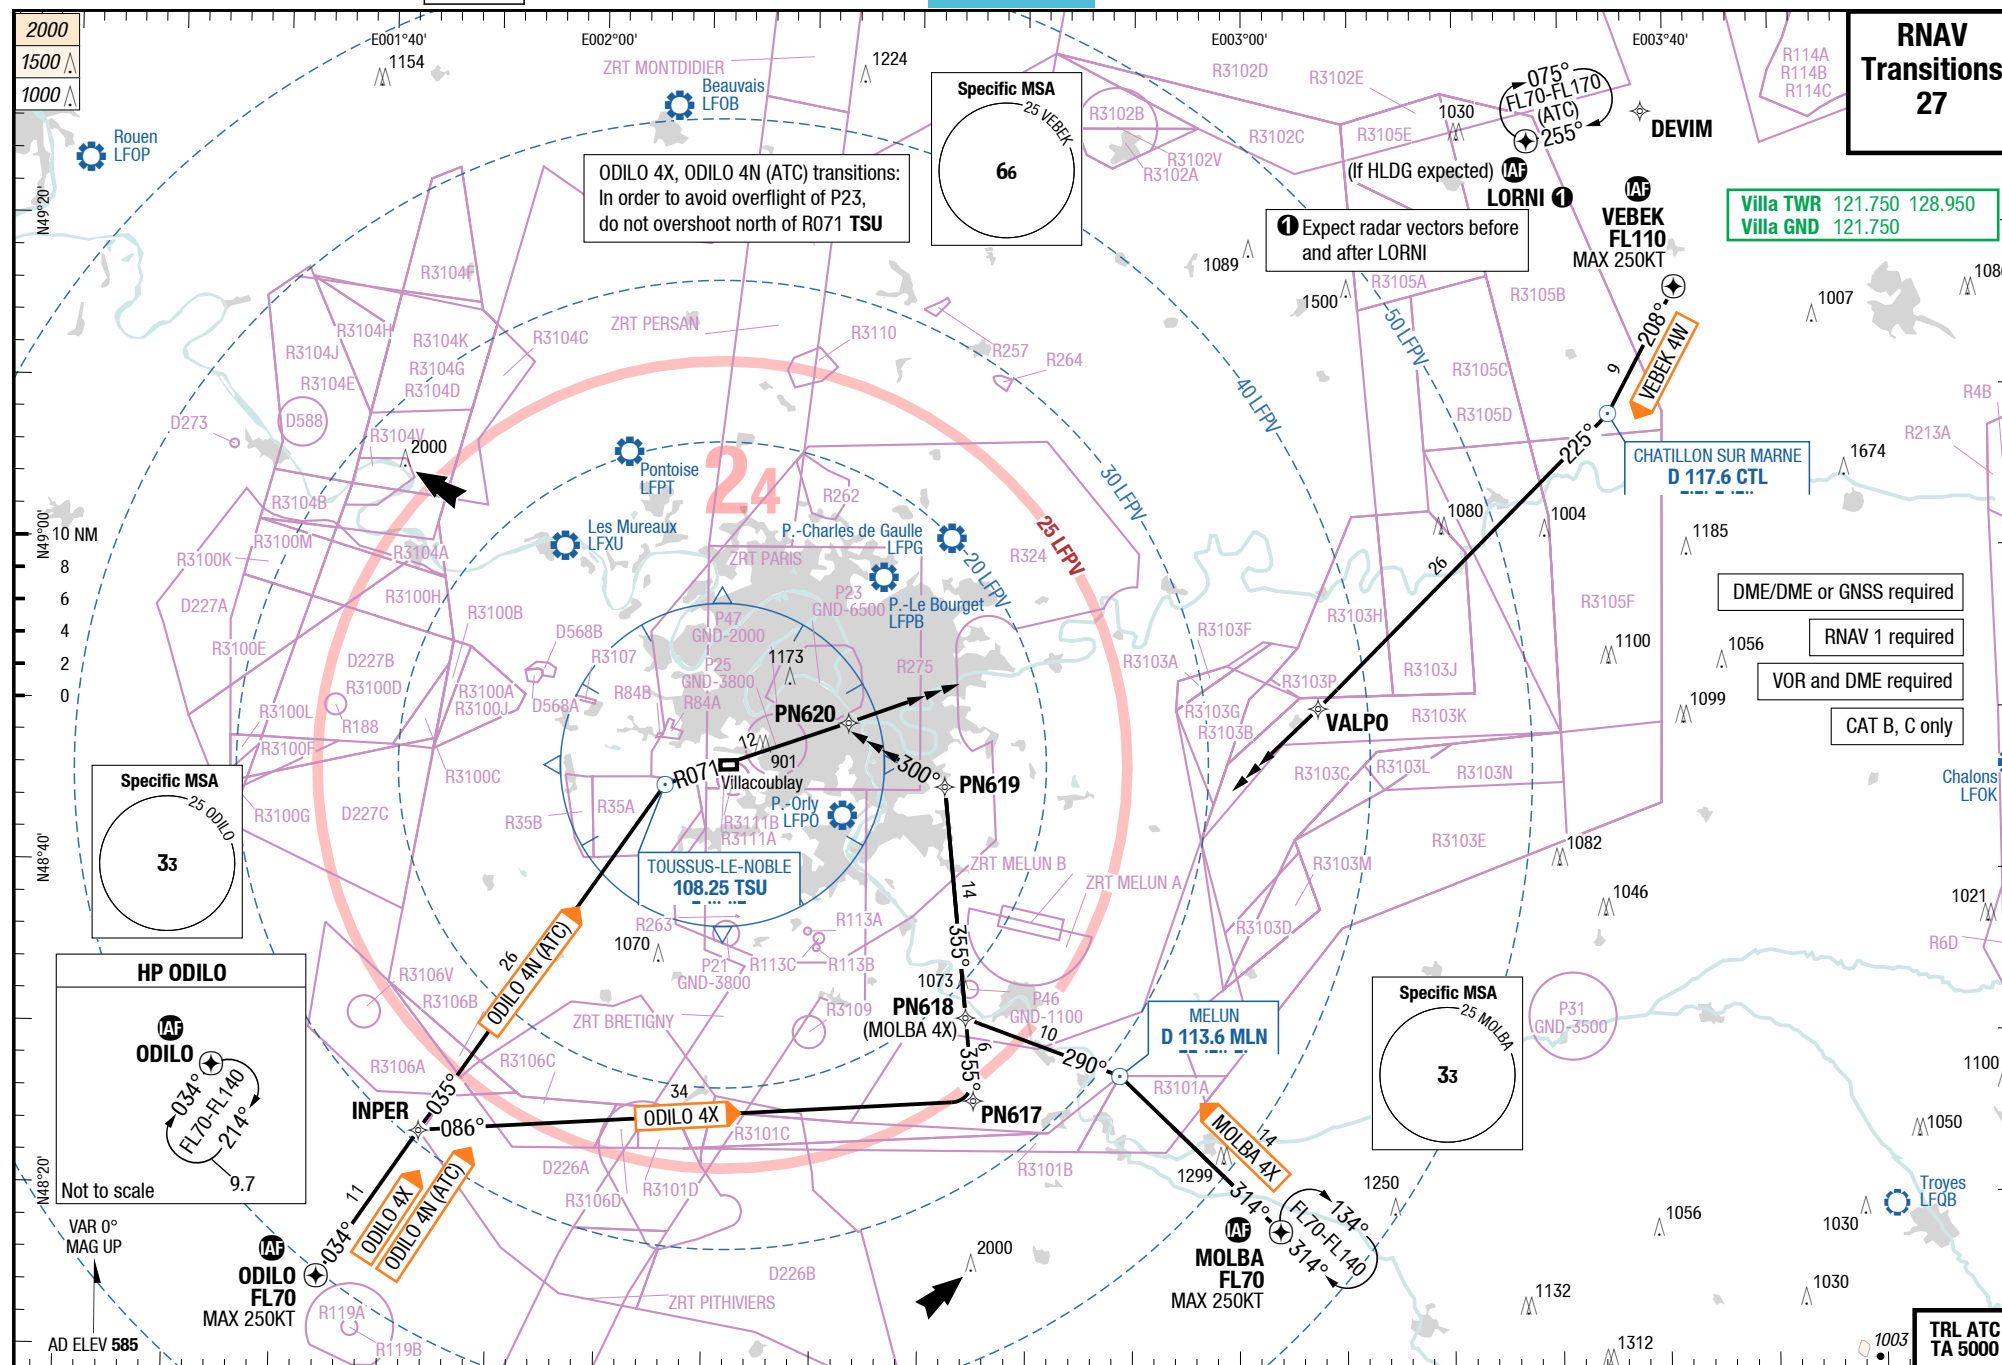 2000
1500
1000
E001°40'
E002°00'
E003°00'
E003°40'
RNAV
Transitions
27
1154
ZRT MONTDIDIER
1224
Beauvais
LFOB
Rouen
LFOP
Specific MSA
25 VEBEK
66
ODILO 4X, ODILO 4N (ATC) transitions:
In order to avoid overflight of P23,
do not overshoot north of R071 TSU
R3102D
R3102E
R3102B
R3102C
R3105E
R3102V
R3102A
1030
075°
FL70-FL170
(ATC)
255°
DEVIM
(If HLDG expected)
IAF
LORNI 1
R114A
R114B
R114C
IAF
VEBEK
FL110
MAX 250KT
Villa TWR 121.750 128.950
Villa GND 121.750
1 Expect radar vectors before
and after LORNI
N49°20'
1089
1500
R3105A
R3105B
1007
R3104F
R3104H
R3104K
R3104C
R3104J
R3104G
R3104E
R3104D
D588
D273
R3104V
2000
ZRT PERSAN
R3110
R257
R264
50 LFPV
40 LFPV
30 LFPV
25 LFPV
20 LFPV
208°
9
VEBEK 4W
R3105C
R3105D
225°
R4B
R213A
CHATILLON SUR MARNE
D 117.6 CTL
1674
24
Pontoise
LFPT
R262
Les Mureaux
LFXU
P.-Charles de Gaulle
LFPG
R324
ZRT PARIS
P23
GND-6500
P.-Le Bourget
LFPB
1080
1004
1185
26
R3104B
R3100M
R3104A
R3100K
R3100H
D227A
R3100B
R3100E
N49°00'
10 NM
8
6
4
2
0
P47
GND-2000
P25
GND-3800
1173
R275
D568B
R3107
R84B
R84A
D568A
D227B
R3100D
R3100A
R3100J
R188
R3100L
R3100F
R3100C
R3100G
D227C
DME/DME or GNSS required
RNAV 1 required
VOR and DME required
CAT B, C only
R3105F
1100
1056
1099
R3103H
R3103F
R3103A
R3103J
R3103P
R3103G
R3103B
R3103K
VALPO
R3103C
R3103L
R3103N
R3103E
R3103M
R3103D
PN620
12
901
R071
Villacoublay
300°
PN619
P.-Orly
LFPO
R35A
R35B
R3111B
R3111A
TOUSSUS-LE-NOBLE
108.25 TSU
Chalons
LFOK
Specific MSA
25 ODILO
33
N48°40'
ZRT MELUN B
ZRT MELUN A
14
355°
1082
1046
1021
R6D
R263
R113A
1070
P21
GND-3800
R113C
R113B
R3109
1073
PN618
(MOLBA 4X)
P46
GND-1100
ZRT BRETIGNY
26
ODILO 4N (ATC)
R3106V
R3106B
R3106A
R3106C
HP ODILO
IAF
ODILO
034°
FL70-FL140
214°
9.7
Not to scale
10
290°
6
355°
PN617
MELUN
D 113.6 MLN
Specific MSA
25 MOLBA
33
P31
GND-3500
1100
1050
INPER
035°
086°
34
ODILO 4X
R3101A
R3101C
R3101B
R3101D
R3106D
D226A
D226B
ZRT PITHIVIERS
14
MOLBA 4X
1299
314°
1250
134°
FL70-FL140
314°
IAF
MOLBA
FL70
MAX 250KT
Troyes
LFQB
1030
1056
1030
1132
1312
1003
N48°20'
11
034°
ODILO 4X
ODILO 4N (ATC)
VAR 0°
MAG UP
IAF
ODILO
FL70
MAX 250KT
R119A
R119B
AD ELEV 585
2000
TRL ATC
TA 5000